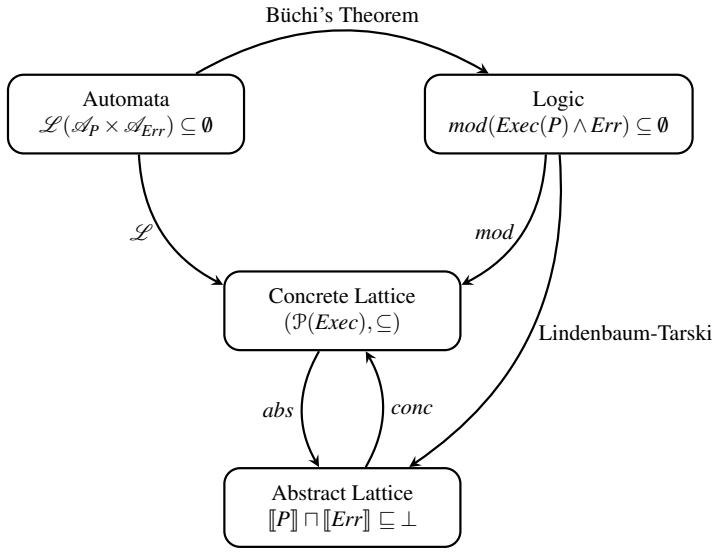 Büchi's Theorem
Automata
ℒ(𝒜_P × 𝒜_Err) ⊆ ∅
Logic
mod(Exec(P) ∧ Err) ⊆ ∅
ℒ
mod
Concrete Lattice
(𝒫(Exec), ⊆)
Lindenbaum-Tarski
abs
conc
Abstract Lattice
⟦P⟧ ⊓ ⟦Err⟧ ⊑ ⊥